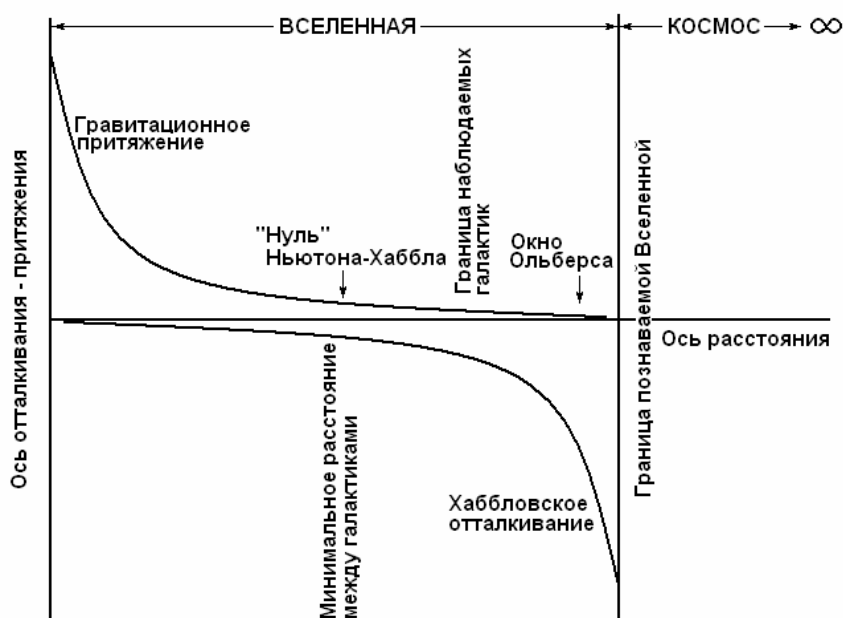 ВСЕЛЕННАЯ
КОСМОС
∞
Гравитационное
притяжение
"Нуль"
Ньютона-Хаббла
Граница наблюдаемых
галактик
Окно
Ольберса
Граница познаваемой Вселенной
Ось отталкивания - притяжения
Ось расстояния
Минимальное расстояние
между галактиками
Хаббловское
отталкивание